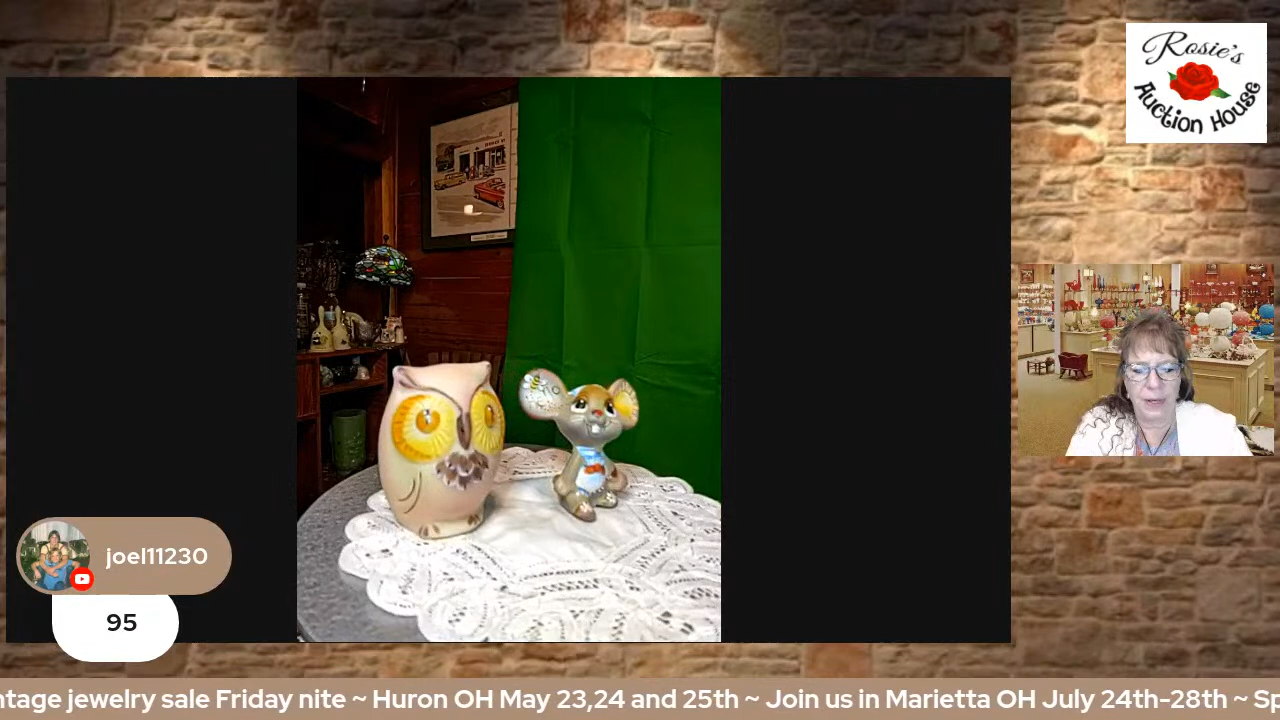 Rosie's
Auction House
joel11230
95
ntage jewelry sale Friday nite ~ Huron OH May 23,24 and 25th ~ Join us in Marietta OH July 24th-28th ~ Sp